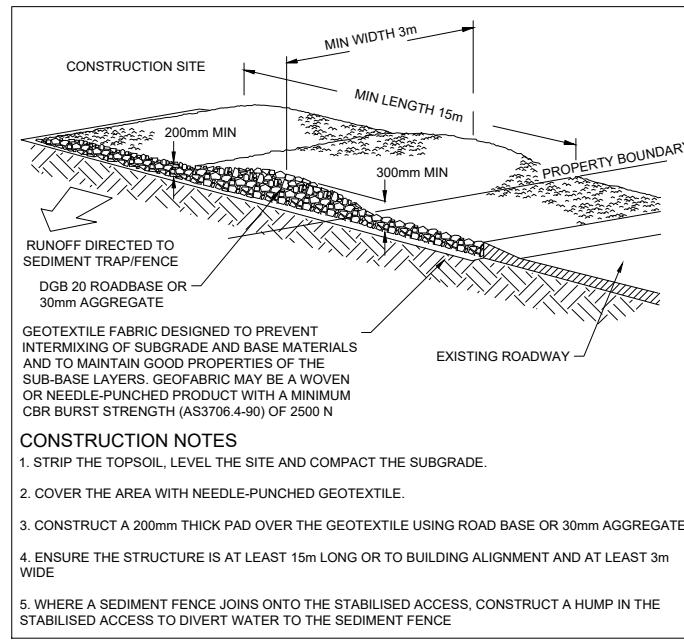 MIN WIDTH 3m
CONSTRUCTION SITE
MIN LENGTH 15m
200mm MIN
300mm MIN
PROPERTY BOUNDARY
RUNOFF DIRECTED TO
SEDIMENT TRAP/FENCE
DGB 20 ROADBASE OR
30mm AGGREGATE
GEOTEXTILE FABRIC DESIGNED TO PREVENT
INTERMIXING OF SUBGRADE AND BASE MATERIALS
AND TO MAINTAIN GOOD PROPERTIES OF THE
SUB-BASE LAYERS. GEOFABRIC MAY BE A WOVEN
OR NEEDLE-PUNCHED PRODUCT WITH A MINIMUM
CBR BURST STRENGTH (AS3706.4-90) OF 2500 N
EXISTING ROADWAY
CONSTRUCTION NOTES
1. STRIP THE TOPSOIL, LEVEL THE SITE AND COMPACT THE SUBGRADE.
2. COVER THE AREA WITH NEEDLE-PUNCHED GEOTEXTILE.
3. CONSTRUCT A 200mm THICK PAD OVER THE GEOTEXTILE USING ROAD BASE OR 30mm AGGREGATE
4. ENSURE THE STRUCTURE IS AT LEAST 15m LONG OR TO BUILDING ALIGNMENT AND AT LEAST 3m
WIDE
5. WHERE A SEDIMENT FENCE JOINS ONTO THE STABILISED ACCESS, CONSTRUCT A HUMP IN THE
STABILISED ACCESS TO DIVERT WATER TO THE SEDIMENT FENCE